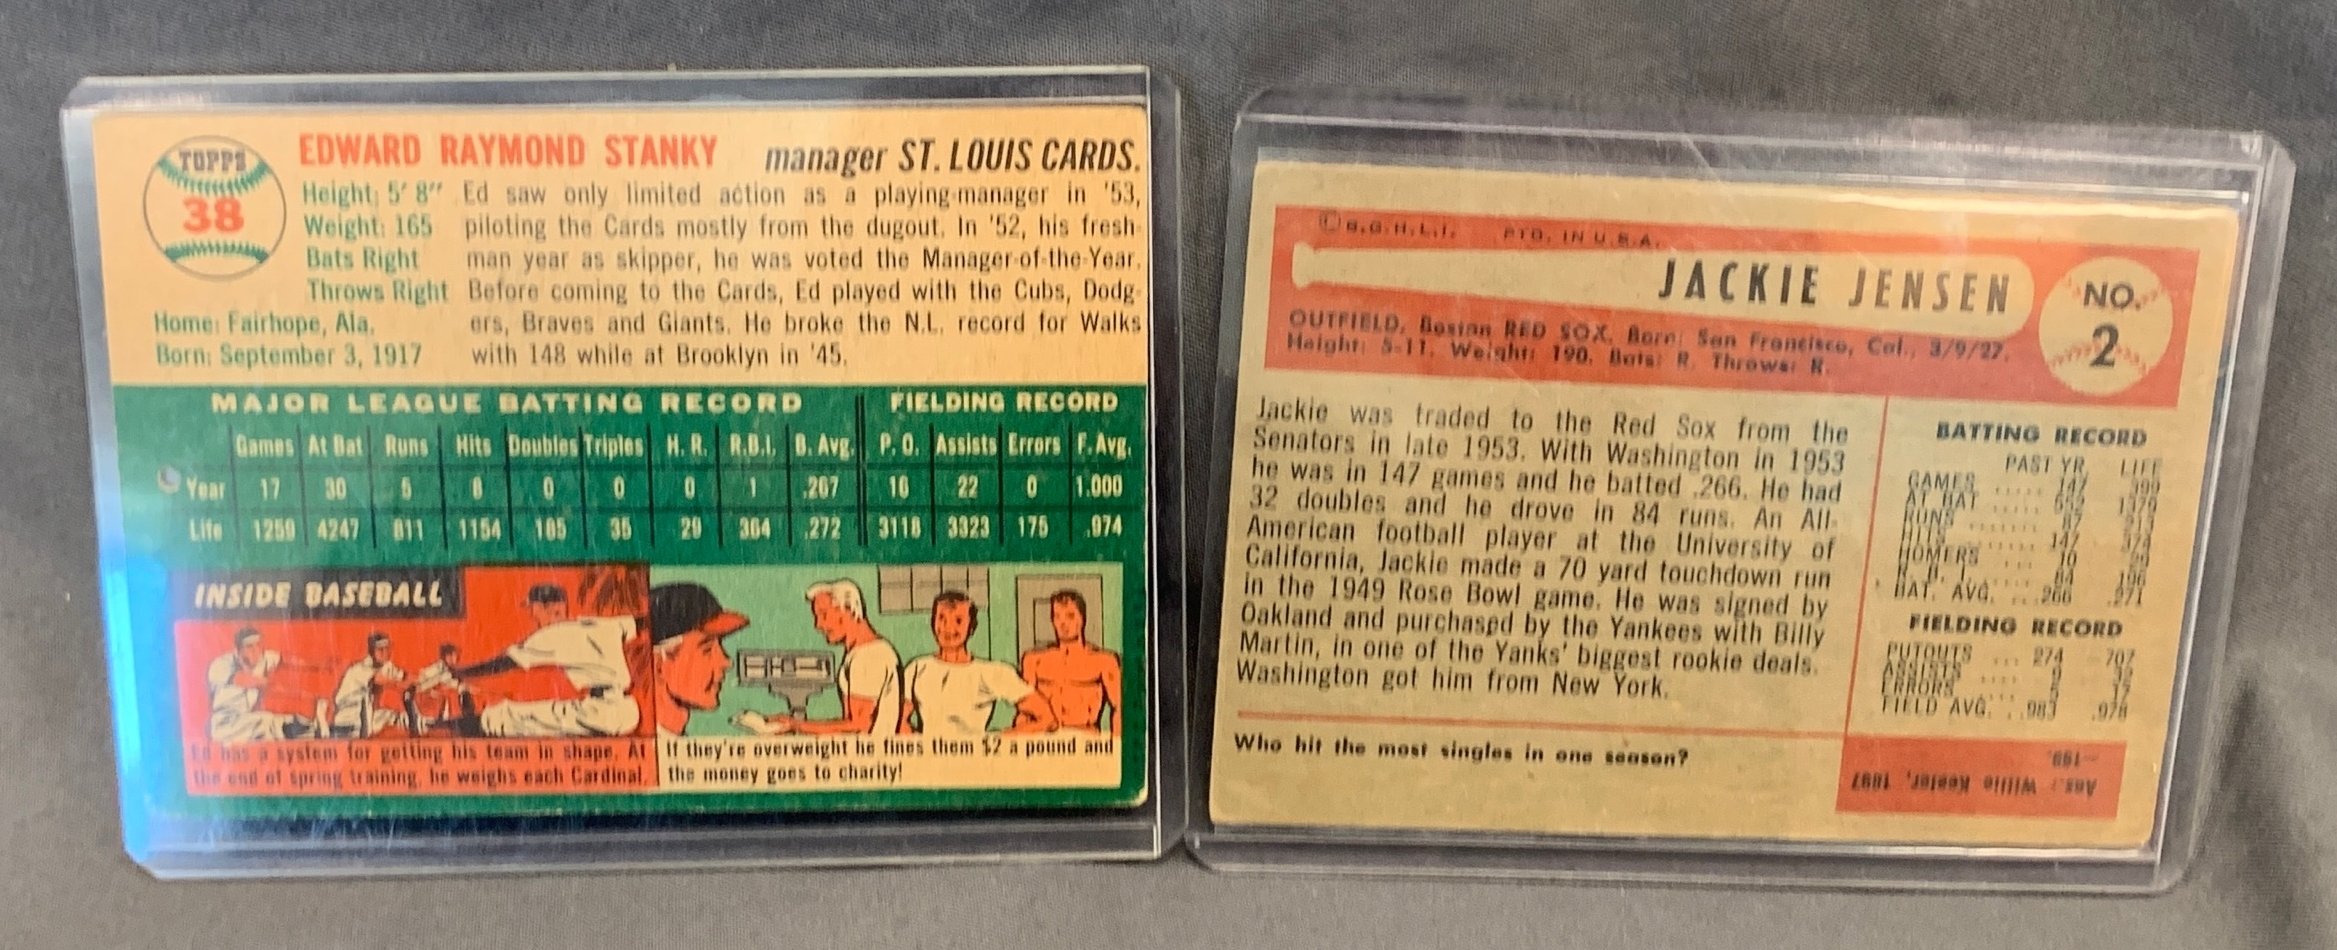 TOPPS
38
EDWARD RAYMOND STANKY manager ST. LOUIS CARDS.
Height: 5' 8"
Weight: 165
Bats Right
Throws Right
Home: Fairhope, Ala.
Born: September 3, 1917
Ed saw only limited action as a playing-manager in '53,
piloting the Cards mostly from the dugout. In '52, his fresh-
man year as skipper, he was voted the Manager-of-the-Year.
Before coming to the Cards, Ed played with the Cubs, Dodg-
ers, Braves and Giants. He broke the N.L. record for Walks
with 148 while at Brooklyn in '45.
MAJOR LEAGUE BATTING RECORD FIELDING RECORD
Games At Bat Runs Hits Doubles Triples H. R. R.B.I. B. Avg. P. O. Assists Errors F. Avg.
Year 17 30 5 8 0 0 0 1 .267 16 22 0 1.000
Life 1259 4247 811 1154 185 35 29 364 .272 3118 3323 175 .974
INSIDE BASEBALL
Ed has a system for getting his team in shape. At
the end of spring training, he weighs each Cardinal.
If they're overweight he fines them $2 a pound and
the money goes to charity!
© B.G.H.L.I. PTD. IN U.S.A.
JACKIE JENSEN
NO.
2
OUTFIELD, Boston RED SOX. Born: San Francisco, Cal., 3/9/27.
Height: 5-11. Weight: 190. Bats: R. Throws: R.
Jackie was traded to the Red Sox from the
Senators in late 1953. With Washington in 1953
he was in 147 games and he batted .266. He had
32 doubles and he drove in 84 runs. An All-
American football player at the University of
California, Jackie made a 70 yard touchdown run
in the 1949 Rose Bowl game. He was signed by
Oakland and purchased by the Yankees with Billy
Martin, in one of the Yanks' biggest rookie deals.
Washington got him from New York.
Who hit the most singles in one season?
BATTING RECORD
PAST YR. LIFE
GAMES ..... 147 399
AT BAT ..... 552 1379
RUNS ..... 87
HITS ...... 147 374
HOMERS ... 10
R. B. I. .... 84 196
BAT. AVG. ... .266 .271
FIELDING RECORD
PUTOUTS ... 274 707
ASSISTS ...
ERRORS ...
FIELD AVG. . .983 .978
Ans.: Willie Keeler, 1897
—199.